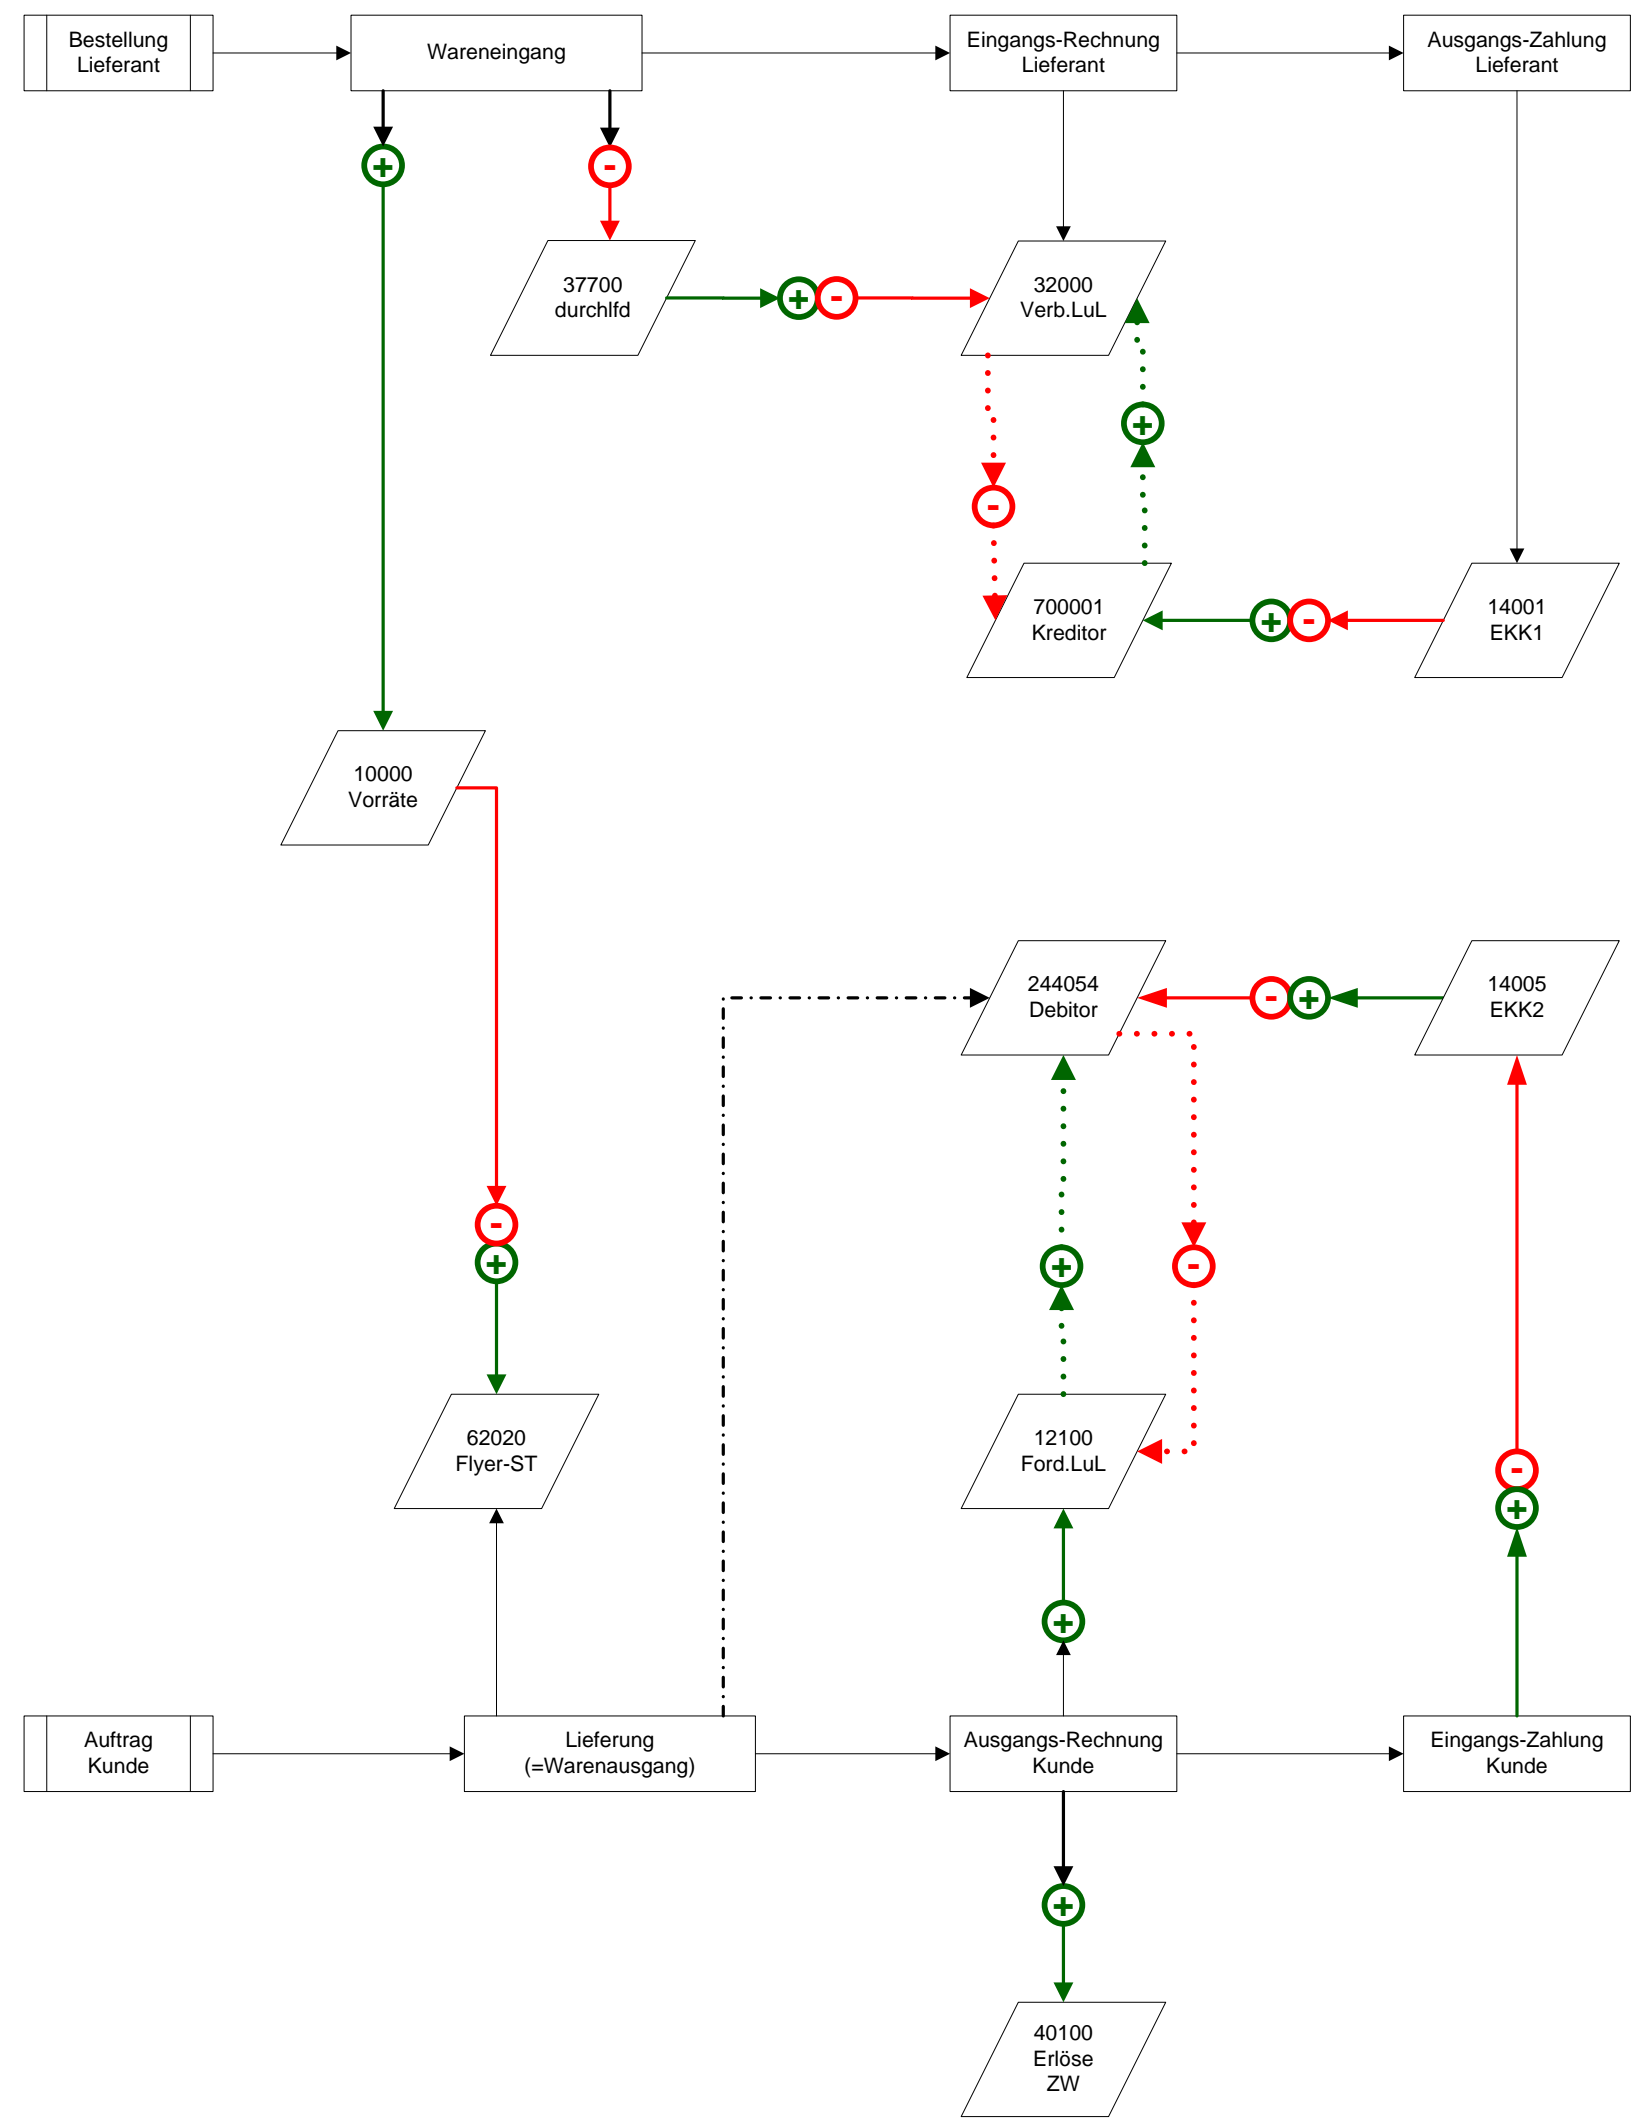 Bestellung
Lieferant
Wareneingang
Eingangs-Rechnung
Lieferant
Ausgangs-Zahlung
Lieferant
+
-
37700
durchlfd
+
-
32000
Verb.LuL
+
-
700001
Kreditor
+
-
14001
EKK1
10000
Vorräte
244054
Debitor
-
+
14005
EKK2
-
+
+
-
62020
Flyer-ST
12100
Ford.LuL
-
+
+
Auftrag
Kunde
Lieferung
(=Warenausgang)
Ausgangs-Rechnung
Kunde
Eingangs-Zahlung
Kunde
+
40100
Erlöse
ZW